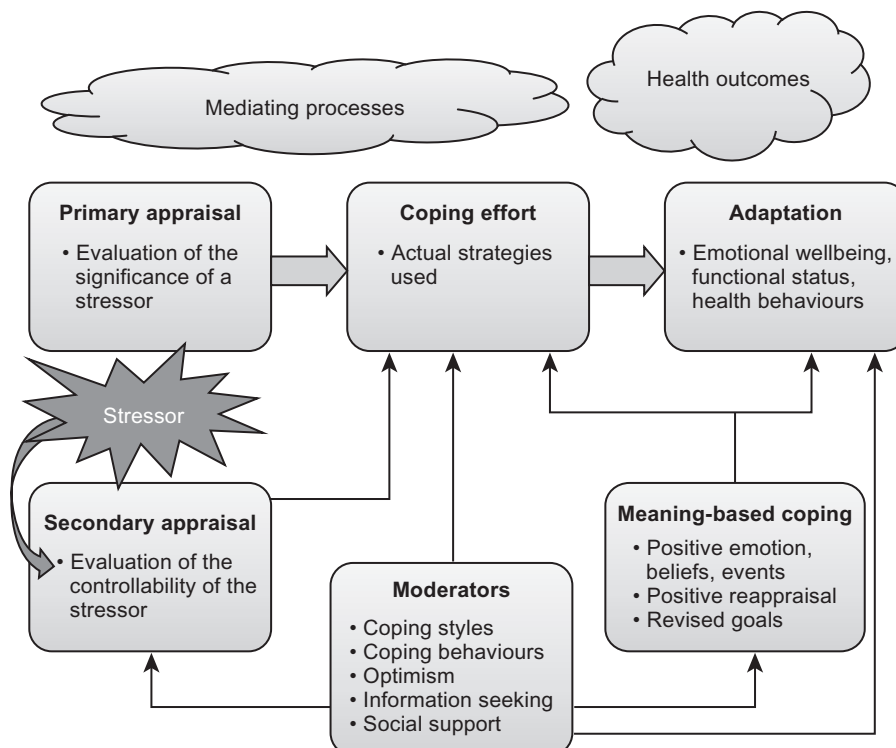 Mediating processes
Health outcomes
Primary appraisal
• Evaluation of the
significance of a
stressor
Coping effort
• Actual strategies
used
Adaptation
• Emotional wellbeing,
functional status,
health behaviours
Stressor
Secondary appraisal
• Evaluation of the
controllability of the
stressor
Moderators
• Coping styles
• Coping behaviours
• Optimism
• Information seeking
• Social support
Meaning-based coping
• Positive emotion,
beliefs, events
• Positive reappraisal
• Revised goals